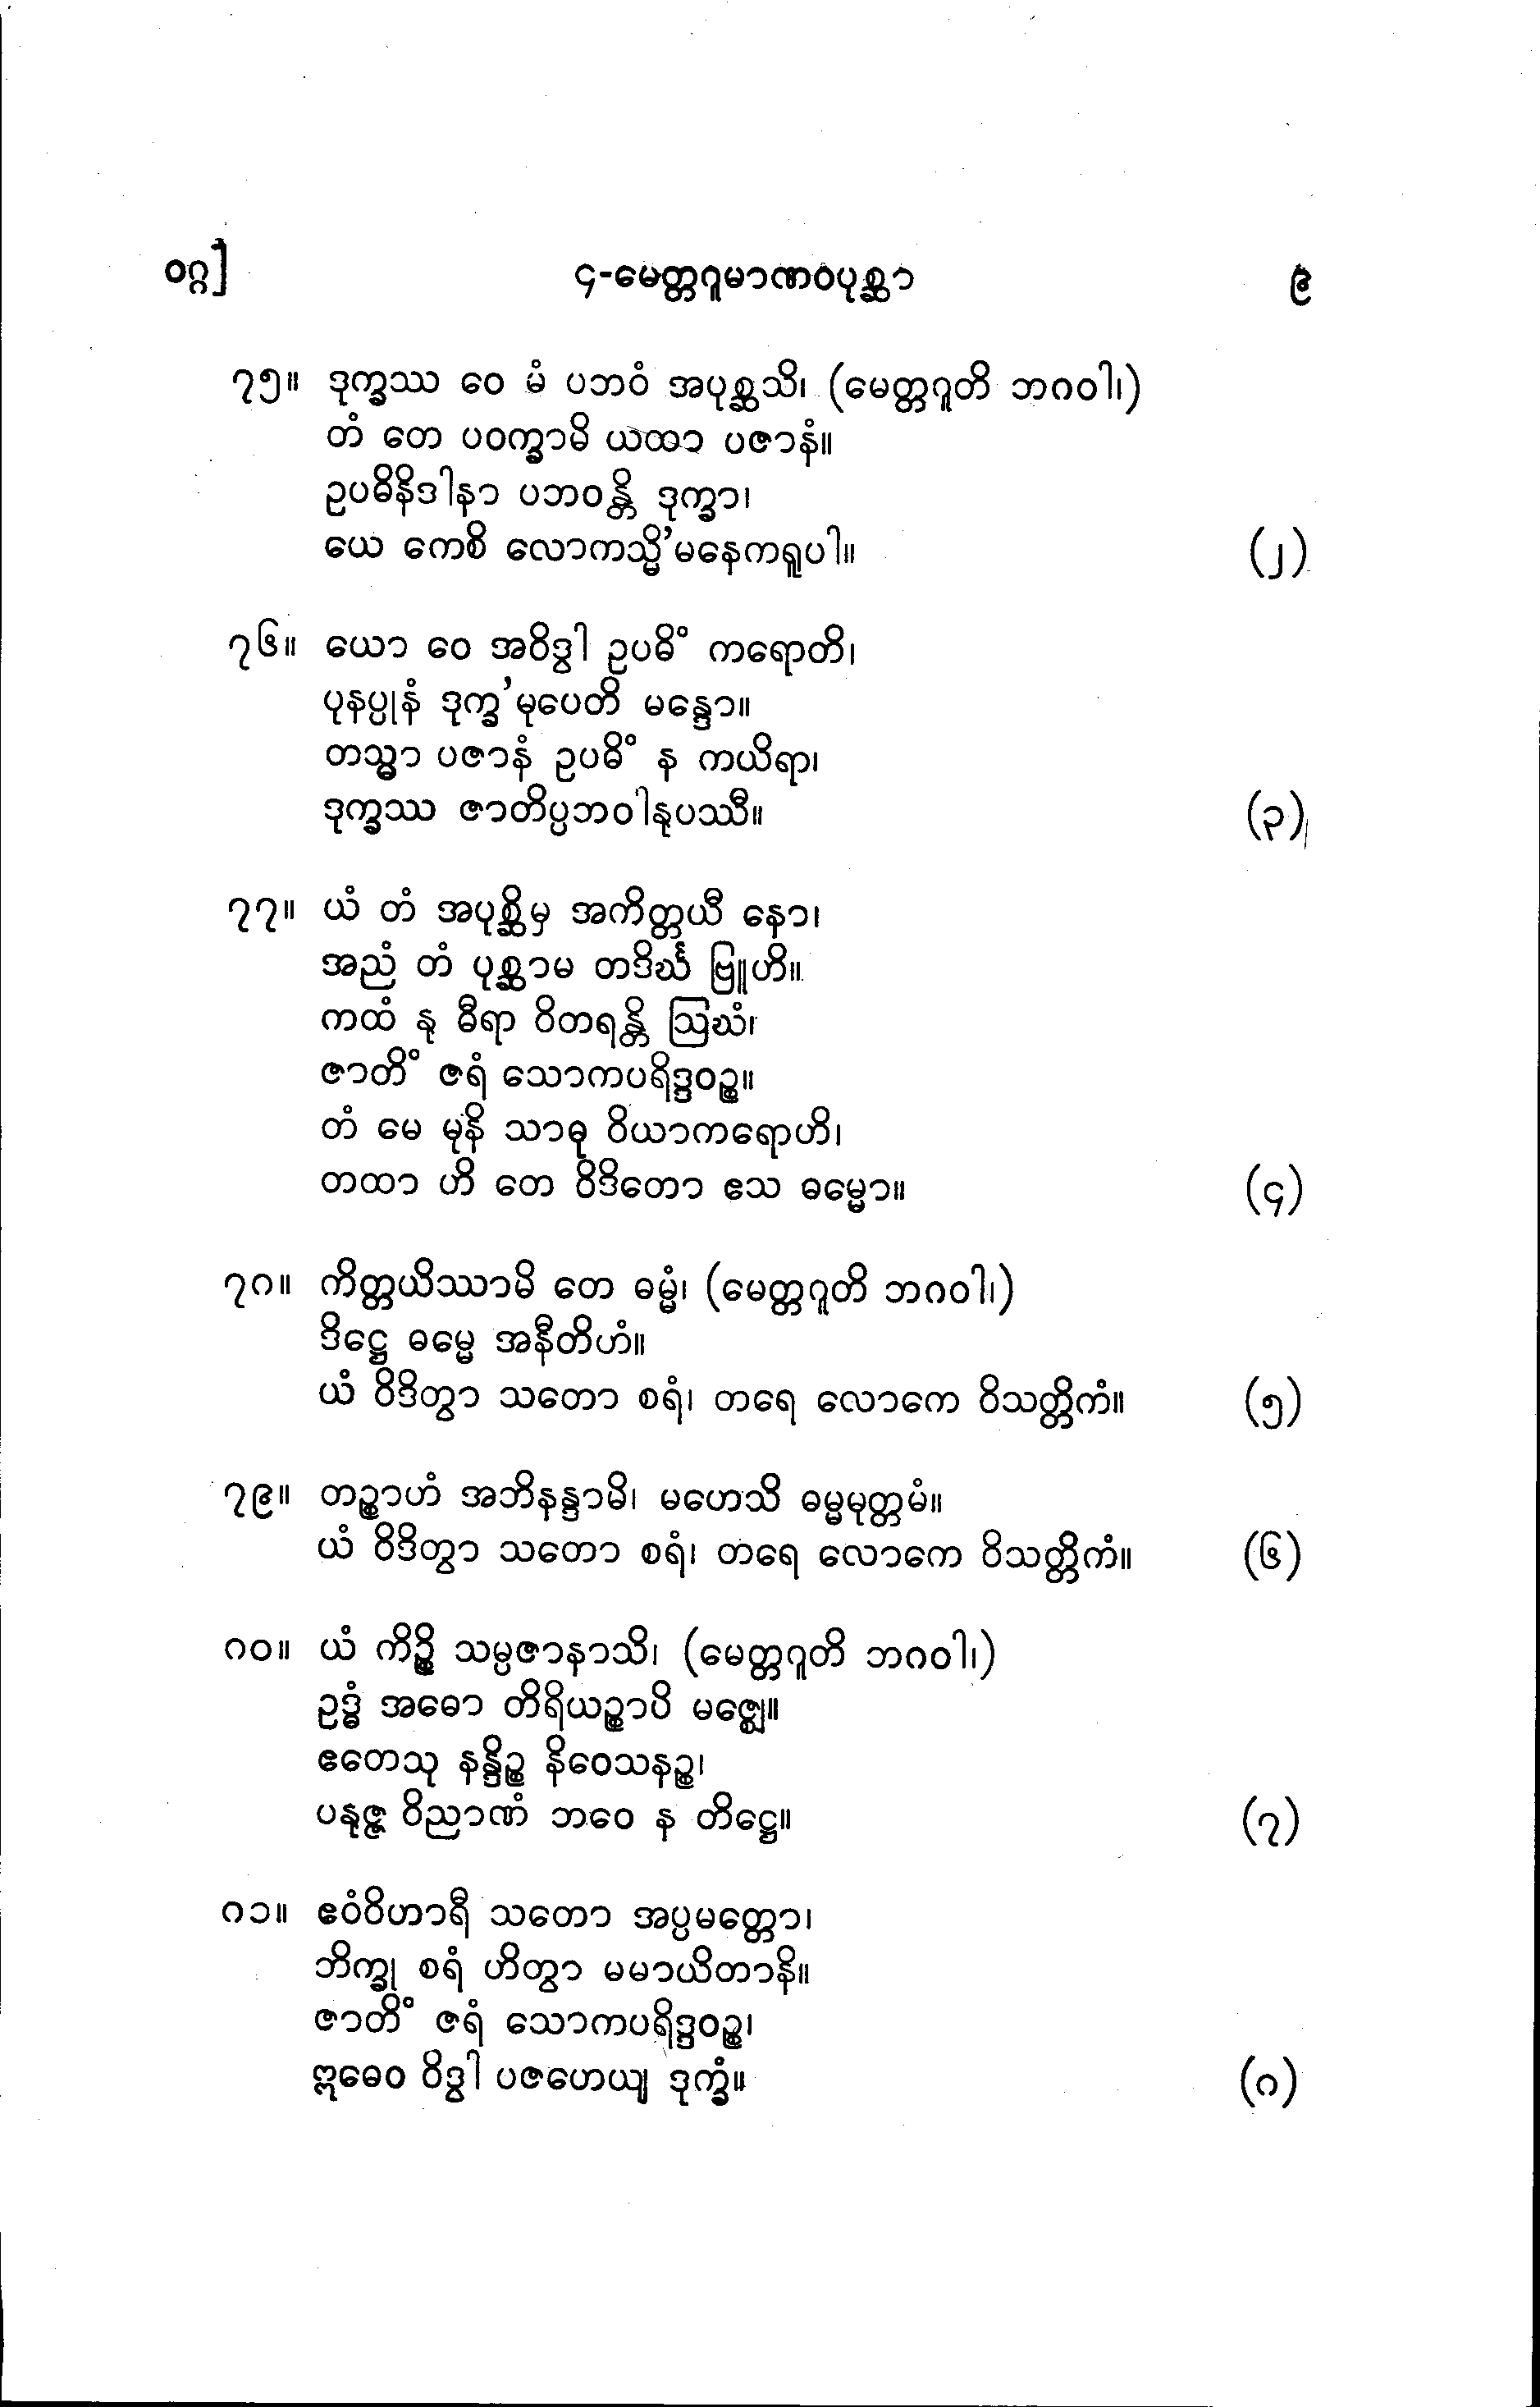 ဝဂ္ဂ] ၄-မေတ္တဂူမာဏဝပုစ္ဆာ ၉
၇၅။ ဒုက္ခဿ ဝေ မံ ပဘဝံ အပုစ္ဆသိ၊ (မေတ္တဂူတိ ဘဂဝါ၊)
တံ တေ ပဝက္ခာမိ ယထာ ပဇာနံ။
ဥပဓိနိဒါနာ ပဘဝန္တိ ဒုက္ခာ၊
ယေ ကေစိ လောကသ္မိ’မနေကရူပါ။ (၂)
၇၆။ ယော ဝေ အဝိဒွါ ဥပဓိံ ကရောတိ၊
ပုနပ္ပုနံ ဒုက္ခ’မုပေတိ မန္ဒော။
တသ္မာ ပဇာနံ ဥပဓိံ န ကယိရာ၊
ဒုက္ခဿ ဇာတိပ္ပဘဝါနုပဿီ။ (၃)
၇၇။ ယံ တံ အပုစ္ဆိမှ အကိတ္တယီ နော၊
အညံ တံ ပုစ္ဆာမ တဒိင်္ဃ ဗြူဟိ။
ကထံ နု ဓီရာ ဝိတရန္တိ ဩဃံ၊
ဇာတိံ ဇရံ သောကပရိဒ္ဒဝဉ္စ။
တံ မေ မုနိ သာဓု ဝိယာကရောဟိ၊
တထာ ဟိ တေ ဝိဒိတော ဧသ ဓမ္မော။ (၄)
၇၈။ ကိတ္တယိဿာမိ တေ ဓမ္မံ၊ (မေတ္တဂူတိ ဘဂဝါ၊)
ဒိဋ္ဌေ ဓမ္မေ အနီတိဟံ။
ယံ ဝိဒိတွာ သတော စရံ၊ တရေ လောကေ ဝိသတ္တိကံ။ (၅)
၇၉။ တဉ္စာဟံ အဘိနန္ဒာမိ၊ မဟေသိ ဓမ္မမုတ္တမံ။
ယံ ဝိဒိတွာ သတော စရံ၊ တရေ လောကေ ဝိသတ္တိကံ။ (၆)
၈၀။ ယံ ကိဉ္စိ သမ္ပဇာနာသိ၊ (မေတ္တဂူတိ ဘဂဝါ၊)
ဥဒ္ဓံ အဓော တိရိယဉ္စာပိ မဇ္ဈေ။
ဧတေသု နန္ဒိဉ္စ နိဝေသနဉ္စ၊
ပနုဇ္ဇ ဝိညာဏံ ဘဝေ န တိဋ္ဌေ။ (၇)
၈၁။ ဧဝံဝိဟာရီ သတော အပ္ပမတ္တော၊
ဘိက္ခု စရံ ဟိတွာ မမာယိတာနိ။
ဇာတိံ ဇရံ သောကပရိဒ္ဒဝဉ္စ၊
ဣဓေဝ ဝိဒွါ ပဇဟေယျ ဒုက္ခံ။ (၈)